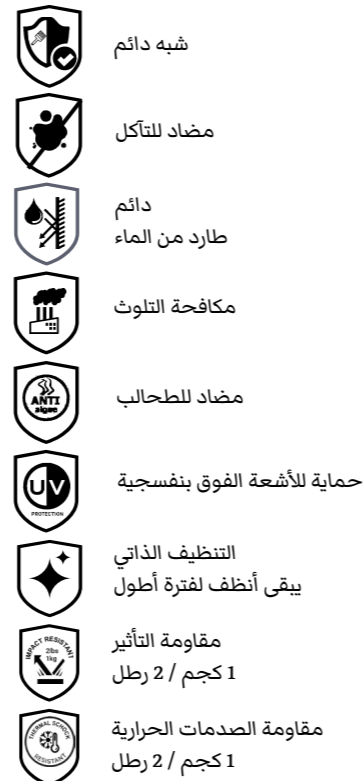 شبه دائم
مضاد للتآكل
دائم
طارد من الماء
مكافحة التلوث
ANTI
algae
مضاد للطحالب
UV
PROTECTION
حماية للأشعة الفوق بنفسجية
التنظيف الذاتي
يبقى أنظف لفترة أطول
IMPACT RESISTANT
2lbs
1kg
مقاومة التأثير
1 كجم / 2 رطل
THERMAL SCHOCK
RESISTANT
مقاومة الصدمات الحرارية
1 كجم / 2 رطل